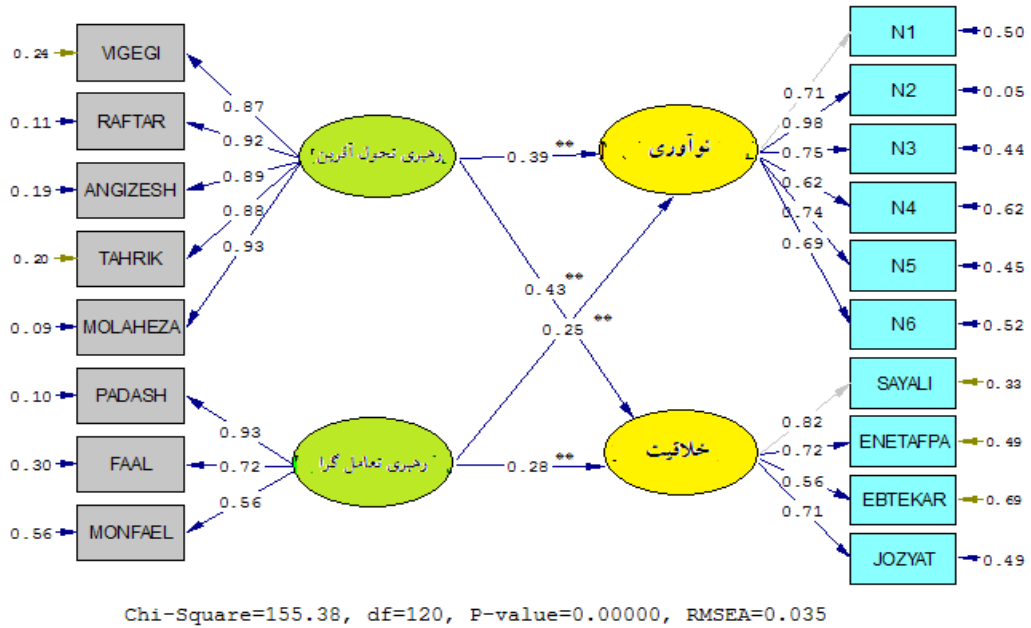 0.24
VIGEGI
0.11
RAFTAR
0.19
ANGIZESH
0.20
TAHRIK
0.09
MOLAHEZA
0.10
PADASH
0.30
FAAL
0.56
MONFAEL
0.87
0.92
0.89
0.88
0.93
0.93
0.72
0.56
رهبری تحول آفرین
رهبری تعامل گرا
0.39 **
0.43 **
0.25 **
0.28 **
نوآوری
خلاقیت
0.71
0.98
0.75
0.62
0.74
0.69
0.82
0.72
0.56
0.71
N1
0.50
N2
0.05
N3
0.44
N4
0.62
N5
0.45
N6
0.52
SAYALI
0.33
ENETAFPA
0.49
EBTEKAR
0.69
JOZYAT
0.49
Chi-Square=155.38, df=120, P-value=0.00000, RMSEA=0.035